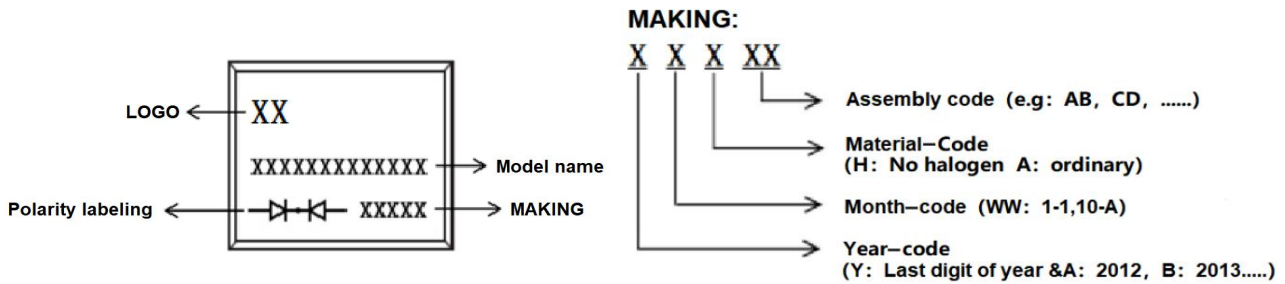 MAKING:
X X X XX
LOGO
XX
Assembly code (e.g: AB, CD, ......)
Material-Code
(H: No halogen A: ordinary)
XXXXXXXXXXXXX
Model name
Polarity labeling
XXXXX
MAKING
Month-code (WW: 1-1,10-A)
Year-code
(Y: Last digit of year &A: 2012, B: 2013.....)